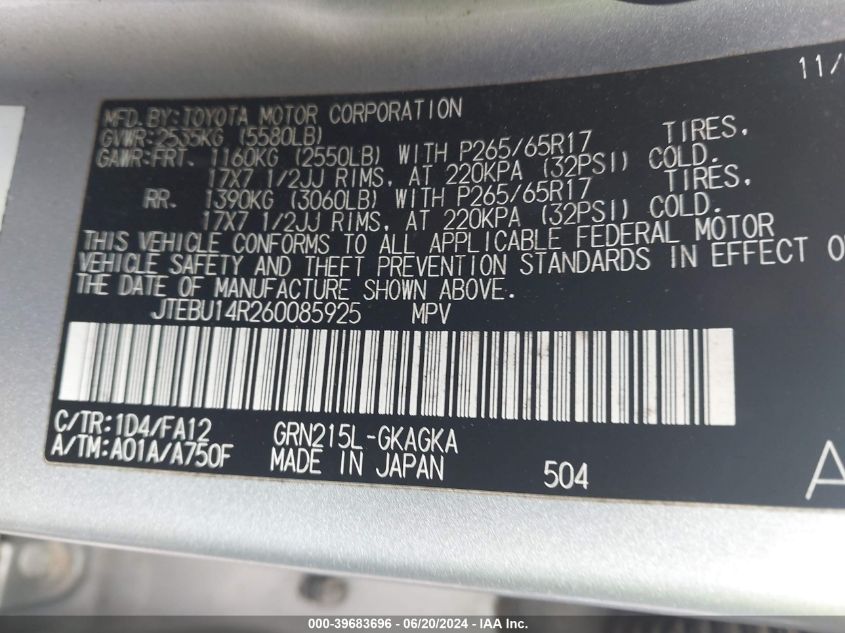 11/
MFD.BY:TOYOTA MOTOR CORPORATION
GVWR:2535KG (5580LB)
GAWR:FRT. 1160KG (2550LB) WITH P265/65R17 TIRES,
17X7 1/2JJ RIMS, AT 220KPA (32PSI) COLD.
RR. 1390KG (3060LB) WITH P265/65R17 TIRES,
17X7 1/2JJ RIMS, AT 220KPA (32PSI) COLD.
THIS VEHICLE CONFORMS TO ALL APPLICABLE FEDERAL MOTOR
VEHICLE SAFETY AND THEFT PREVENTION STANDARDS IN EFFECT O
THE DATE OF MANUFACTURE SHOWN ABOVE.
JTEBU14R260085925 MPV
C/TR:1D4/FA12 GRN215L-GKAGKA
A/TM:A01A/A750F MADE IN JAPAN 504
A
000-39683696 - 06/20/2024 - IAA Inc.